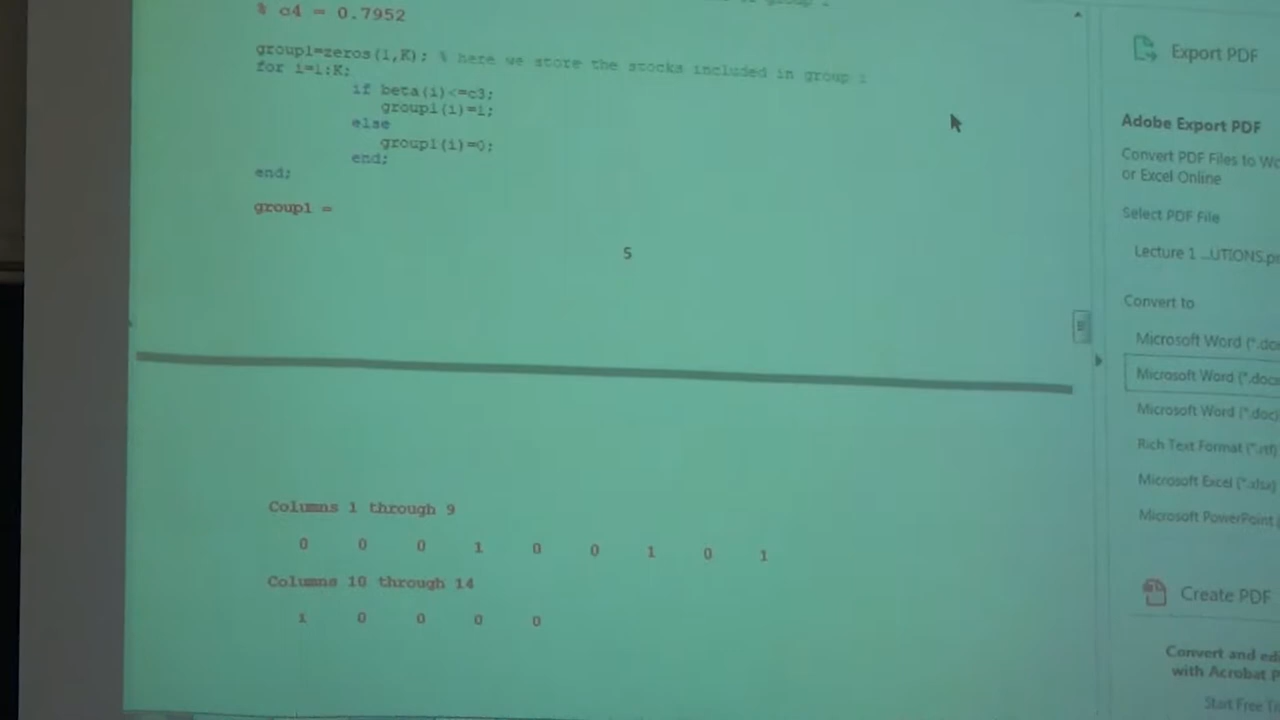 % c4 = 0.7952
group1=zeros(1,K); % here we store the stocks included in group 1
for i=1:K;
if beta(i)<=c3;
group1(i)=1;
else
group1(i)=0;
end;
end;
group1 =
5
Columns 1 through 9
0 0 0 1 0 0 1 0 1
Columns 10 through 14
1 0 0 0 0
Export PDF
Adobe Export PDF
Convert PDF Files to Wo
or Excel Online
Select PDF File
Lecture 1 ...UTIONS.p
Convert to
Microsoft Word (*.doc
Microsoft Word (*.docx
Microsoft Word (*.doc)
Rich Text Format (*.rtf)
Microsoft Excel (*.xlsx)
Microsoft PowerPoint (
Create PDF
Convert and edi
with Acrobat P
Start Free Tr